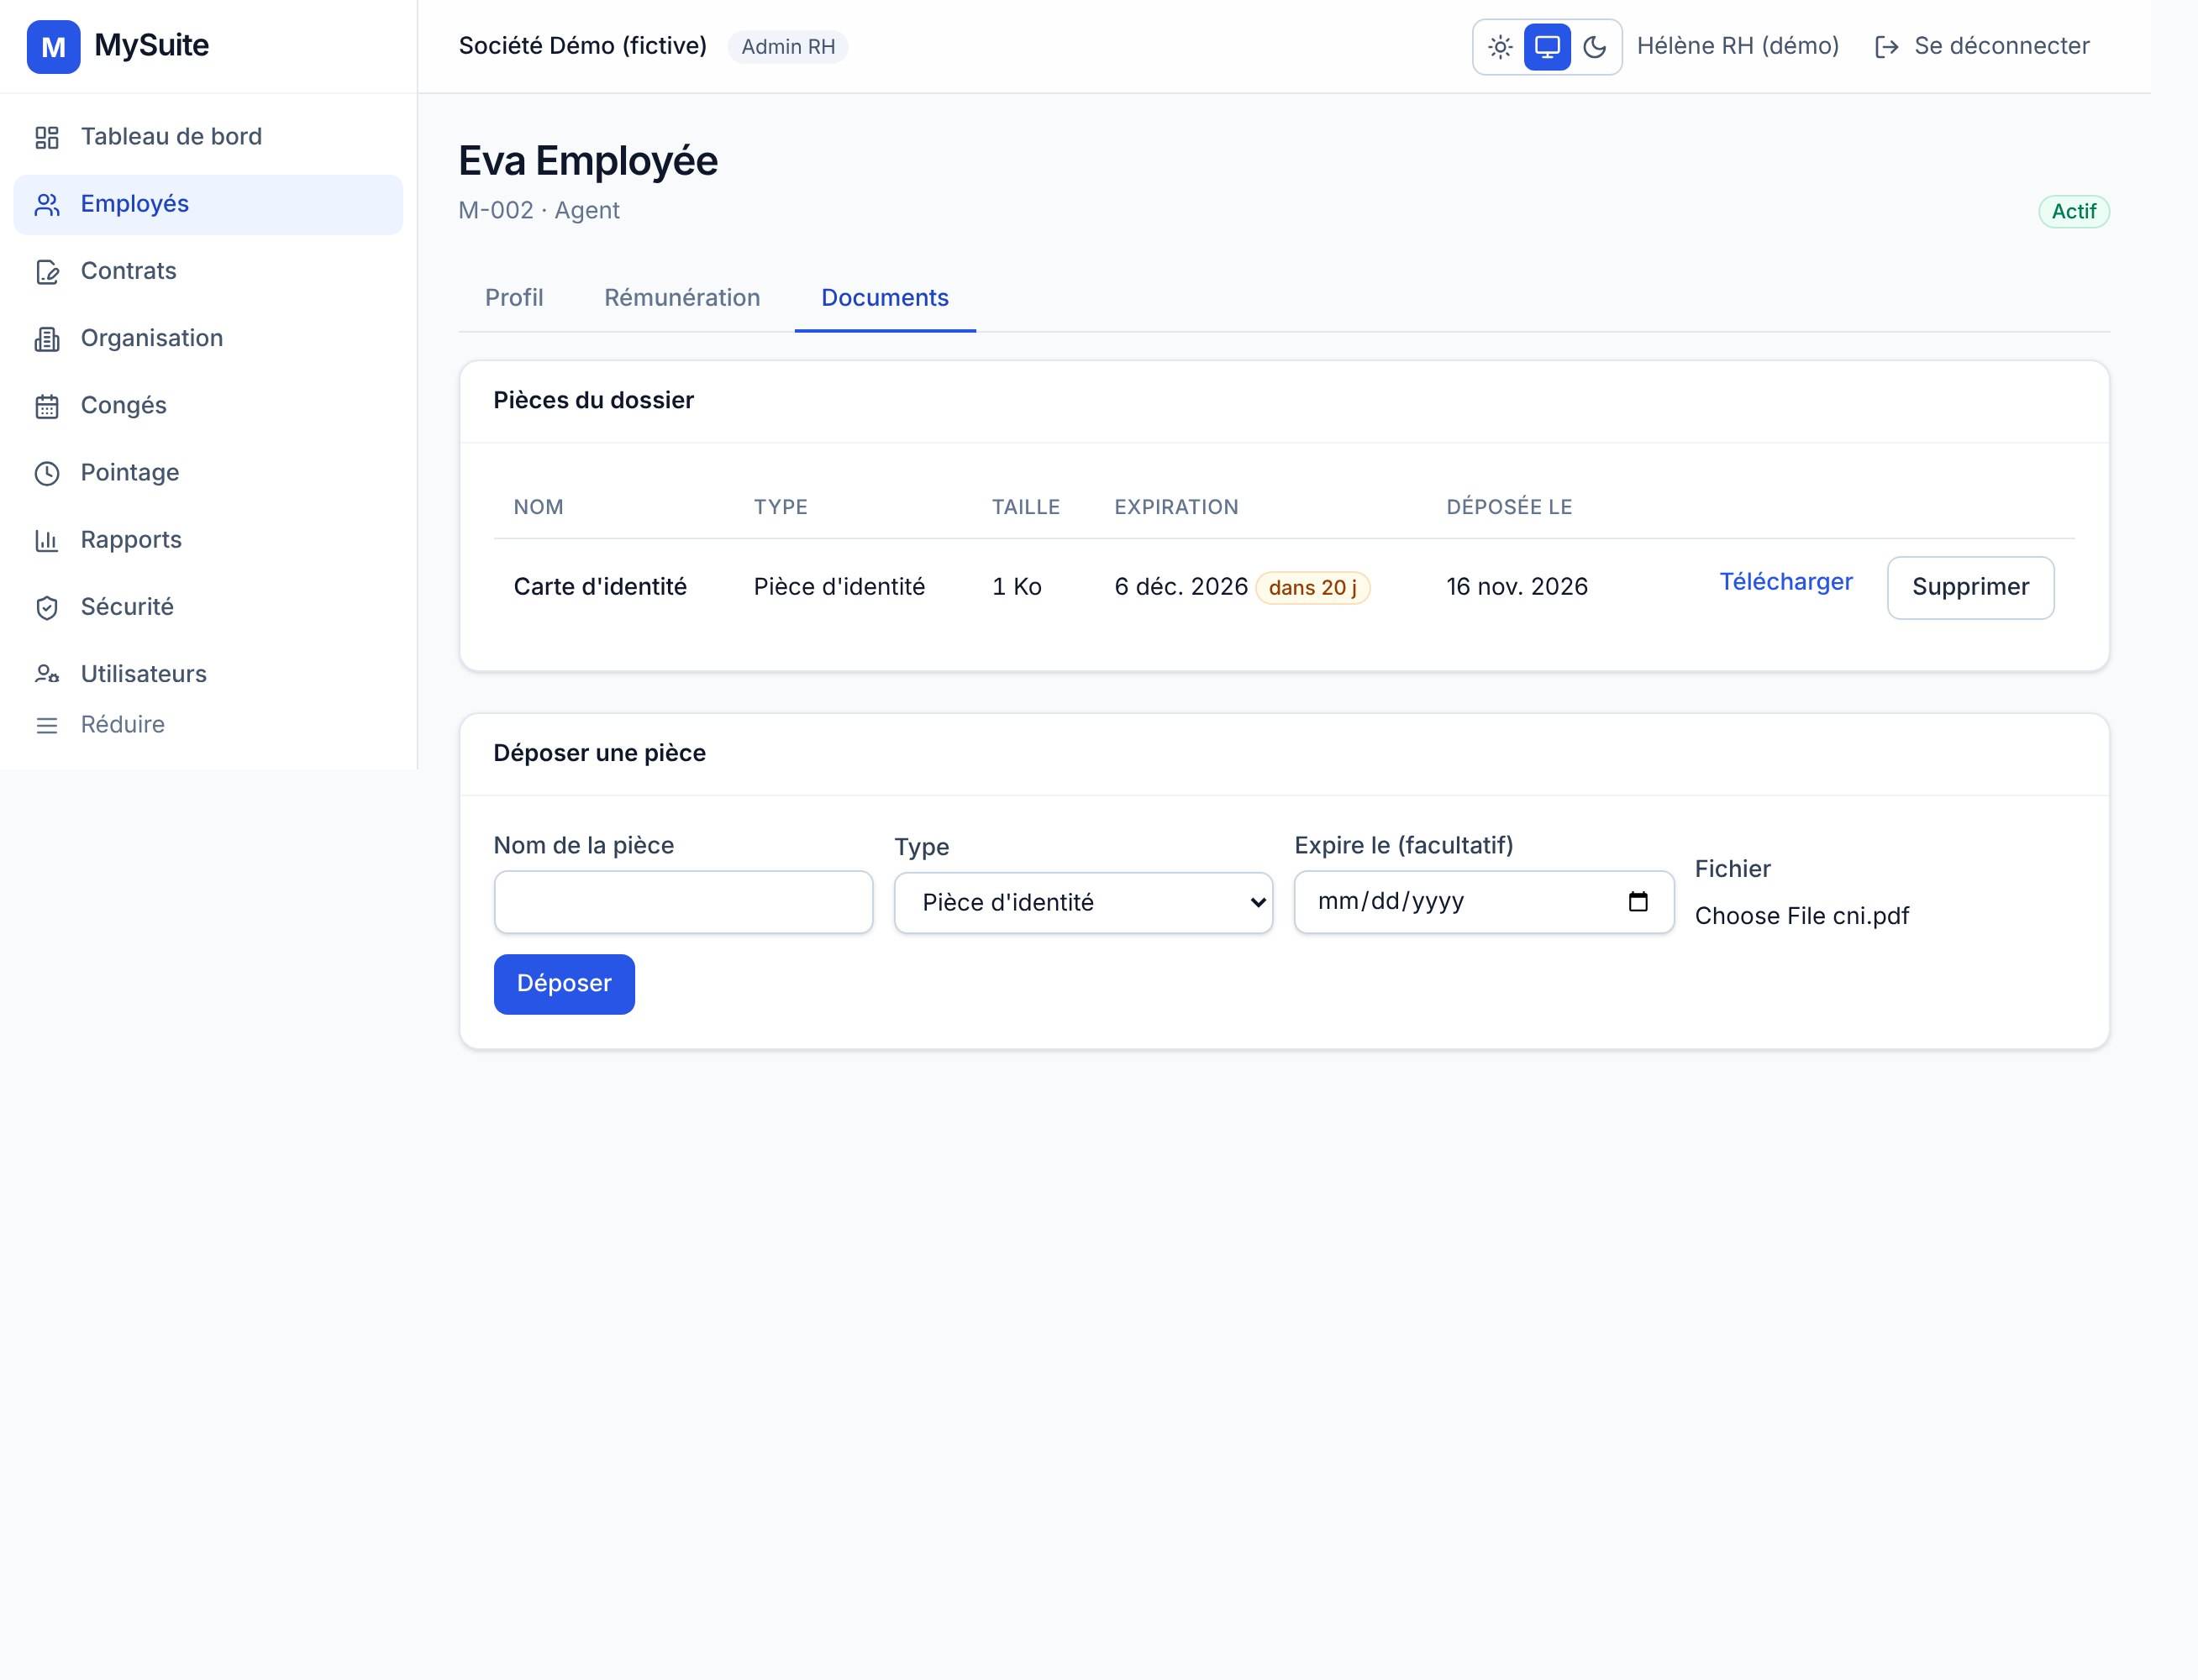 M MySuite
Société Démo (fictive) Admin RH Hélène RH (démo) Se déconnecter
Tableau de bord
Employés
Contrats
Organisation
Congés
Pointage
Rapports
Sécurité
Utilisateurs
Réduire
Eva Employée
M-002 · Agent Actif
Profil Rémunération Documents
Pièces du dossier
NOM TYPE TAILLE EXPIRATION DÉPOSÉE LE
Carte d'identité Pièce d'identité 1 Ko 6 déc. 2026 dans 20 j 16 nov. 2026 Télécharger Supprimer
Déposer une pièce
Nom de la pièce Type Expire le (facultatif) Fichier
Pièce d'identité mm/dd/yyyy Choose File cni.pdf
Déposer